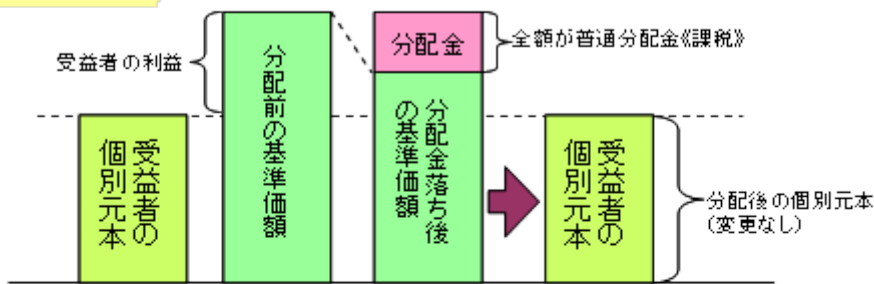 受益者の利益
分配前の基準価額
分配金
全額が普通分配金《課税》
受益者の
個別元本
分配金落ち後
の基準価額
受益者の
個別元本
分配後の個別元本
(変更なし)